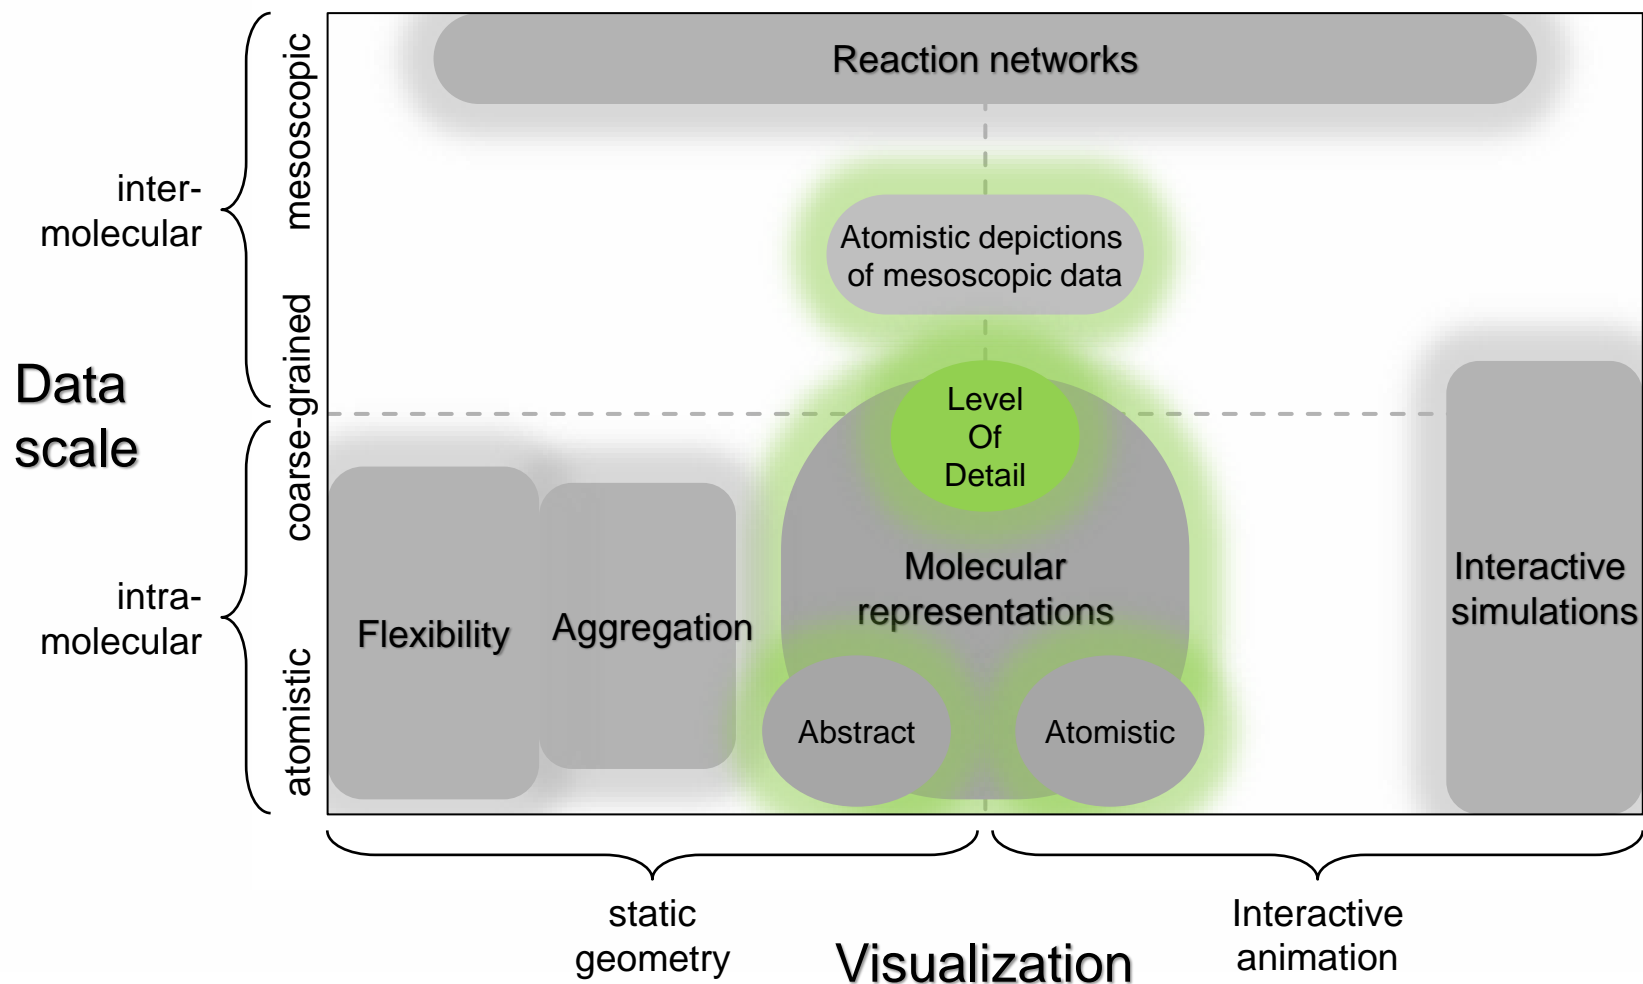 mesoscopic
coarse-grained
atomistic
inter-
molecular
Data
scale
intra-
molecular
Reaction networks
Atomistic depictions
of mesoscopic data
Level
Of
Detail
Molecular
representations
Abstract
Atomistic
Flexibility
Aggregation
Interactive
simulations
static
geometry
Visualization
Interactive
animation